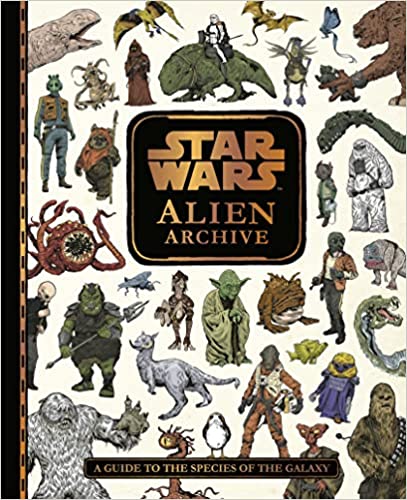 STAR
WARS
ALIEN
ARCHIVE
A GUIDE TO THE SPECIES OF THE GALAXY